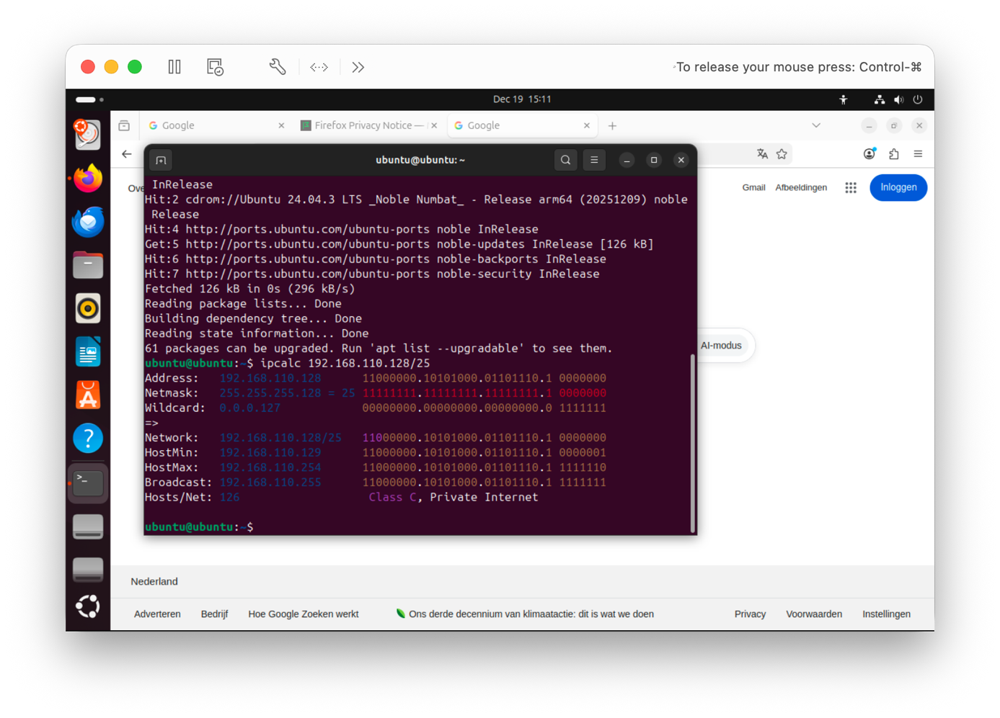 To release your mouse press: Control-⌘
Dec 19 15:11
Google
Firefox Privacy Notice —
Google
ubuntu@ubuntu: ~
Ove
Gmail Afbeeldingen Inloggen
InRelease
Hit:2 cdrom://Ubuntu 24.04.3 LTS _Noble Numbat_ - Release arm64 (20251209) noble
Release
Hit:4 http://ports.ubuntu.com/ubuntu-ports noble InRelease
Get:5 http://ports.ubuntu.com/ubuntu-ports noble-updates InRelease [126 kB]
Hit:6 http://ports.ubuntu.com/ubuntu-ports noble-backports InRelease
Hit:7 http://ports.ubuntu.com/ubuntu-ports noble-security InRelease
Fetched 126 kB in 0s (296 kB/s)
Reading package lists... Done
Building dependency tree... Done
Reading state information... Done
61 packages can be upgraded. Run 'apt list --upgradable' to see them.
AI-modus
ubuntu@ubuntu:~$ ipcalc 192.168.110.128/25
Address: 192.168.110.128 11000000.10101000.01101110.1 0000000
Netmask: 255.255.255.128 = 25 11111111.11111111.11111111.1 0000000
Wildcard: 0.0.0.127 00000000.00000000.00000000.0 1111111
=>
Network: 192.168.110.128/25 11000000.10101000.01101110.1 0000000
HostMin: 192.168.110.129 11000000.10101000.01101110.1 0000001
HostMax: 192.168.110.254 11000000.10101000.01101110.1 1111110
Broadcast: 192.168.110.255 11000000.10101000.01101110.1 1111111
Hosts/Net: 126 Class C, Private Internet
ubuntu@ubuntu:~$
Nederland
Adverteren Bedrijf Hoe Google Zoeken werkt Ons derde decennium van klimaatactie: dit is wat we doen Privacy Voorwaarden Instellingen